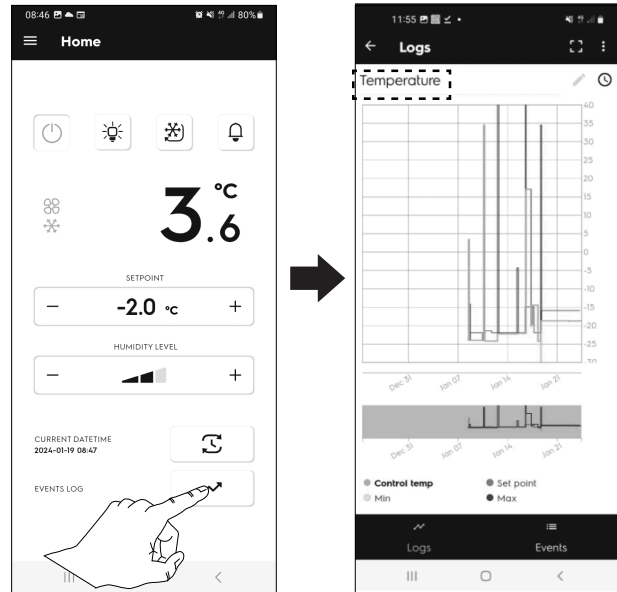 08:46 80%
Home
3.6 °C
SETPOINT
− -2.0 °C +
HUMIDITY LEVEL
− +
CURRENT DATETIME
2024-01-19 08:47
EVENTS LOG
11:55
Logs
Temperature
40
35
30
25
20
15
10
5
0
-5
-10
-15
-20
-25
-30
Dec 31 Jan 07 Jan 14 Jan 21
Dec 31 Jan 07 Jan 14 Jan 21
Control temp Set point
Min Max
Logs Events